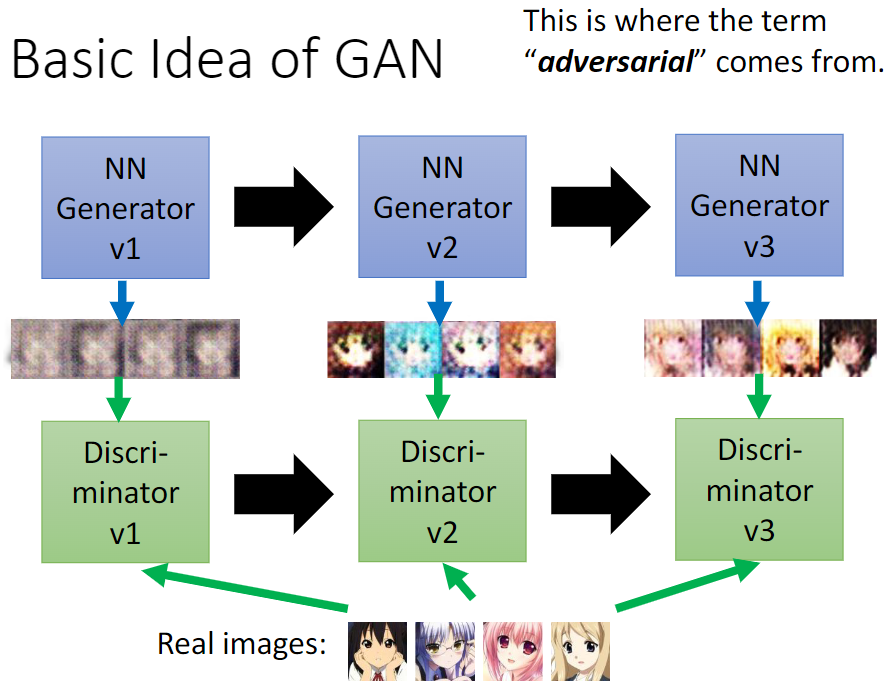 Basic Idea of GAN
This is where the term
“adversarial” comes from.
NN
Generator
v1
NN
Generator
v2
NN
Generator
v3
Discri-
minator
v1
Discri-
minator
v2
Discri-
minator
v3
Real images: